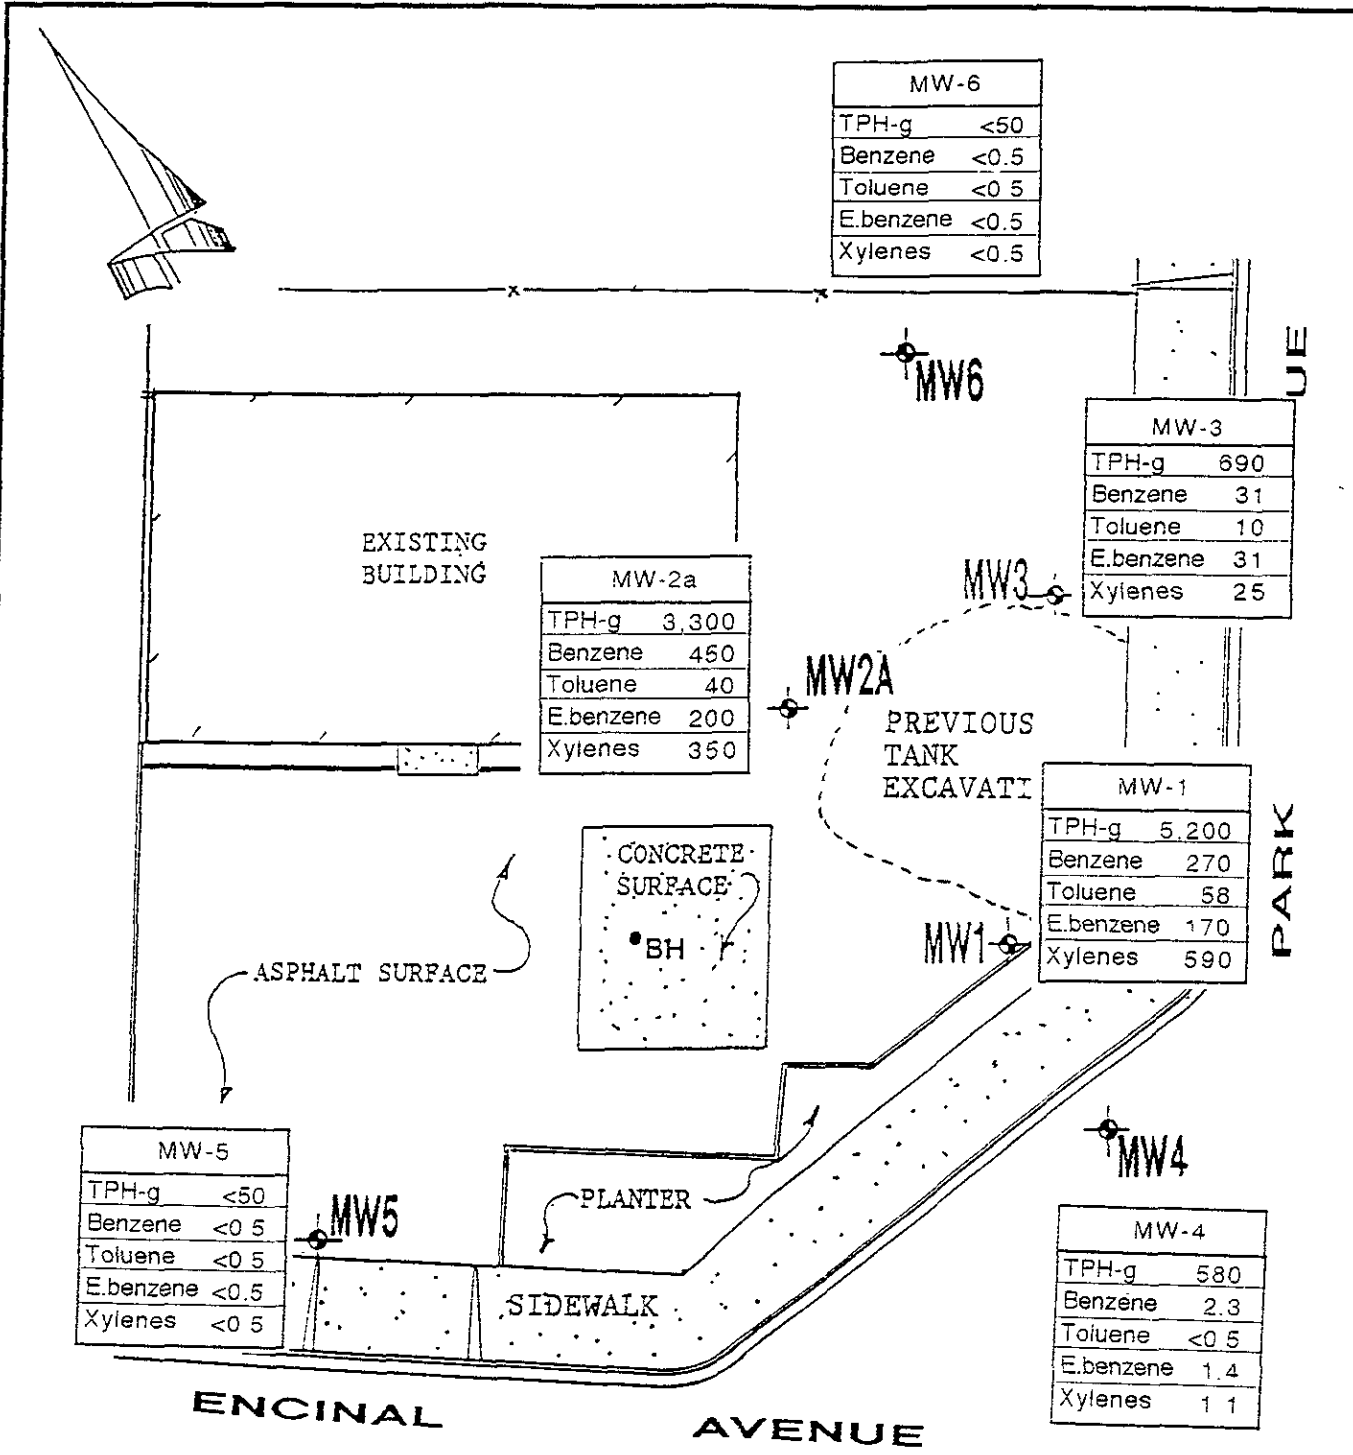 MW-6
TPH-g <50
Benzene <0.5
Toluene <0 5
E.benzene <0.5
Xylenes <0.5
MW6
UE
MW-3
TPH-g 690
Benzene 31
Toluene 10
E.benzene 31
Xylenes 25
MW3
EXISTING
BUILDING
MW-2a
TPH-g 3,300
Benzene 450
Toluene 40
E.benzene 200
Xylenes 350
MW2A
PREVIOUS
TANK
EXCAVATI
MW-1
TPH-g 5,200
Benzene 270
Toluene 58
E.benzene 170
Xylenes 590
PARK
CONCRETE
SURFACE
BH
MW1
ASPHALT SURFACE
MW-5
TPH-g <50
Benzene <0 5
Toluene <0 5
E.benzene <0.5
Xylenes <0 5
MW5
PLANTER
MW4
MW-4
TPH-g 580
Benzene 2.3
Toluene <0 5
E.benzene 1.4
Xylenes 1 1
SIDEWALK
ENCINAL AVENUE